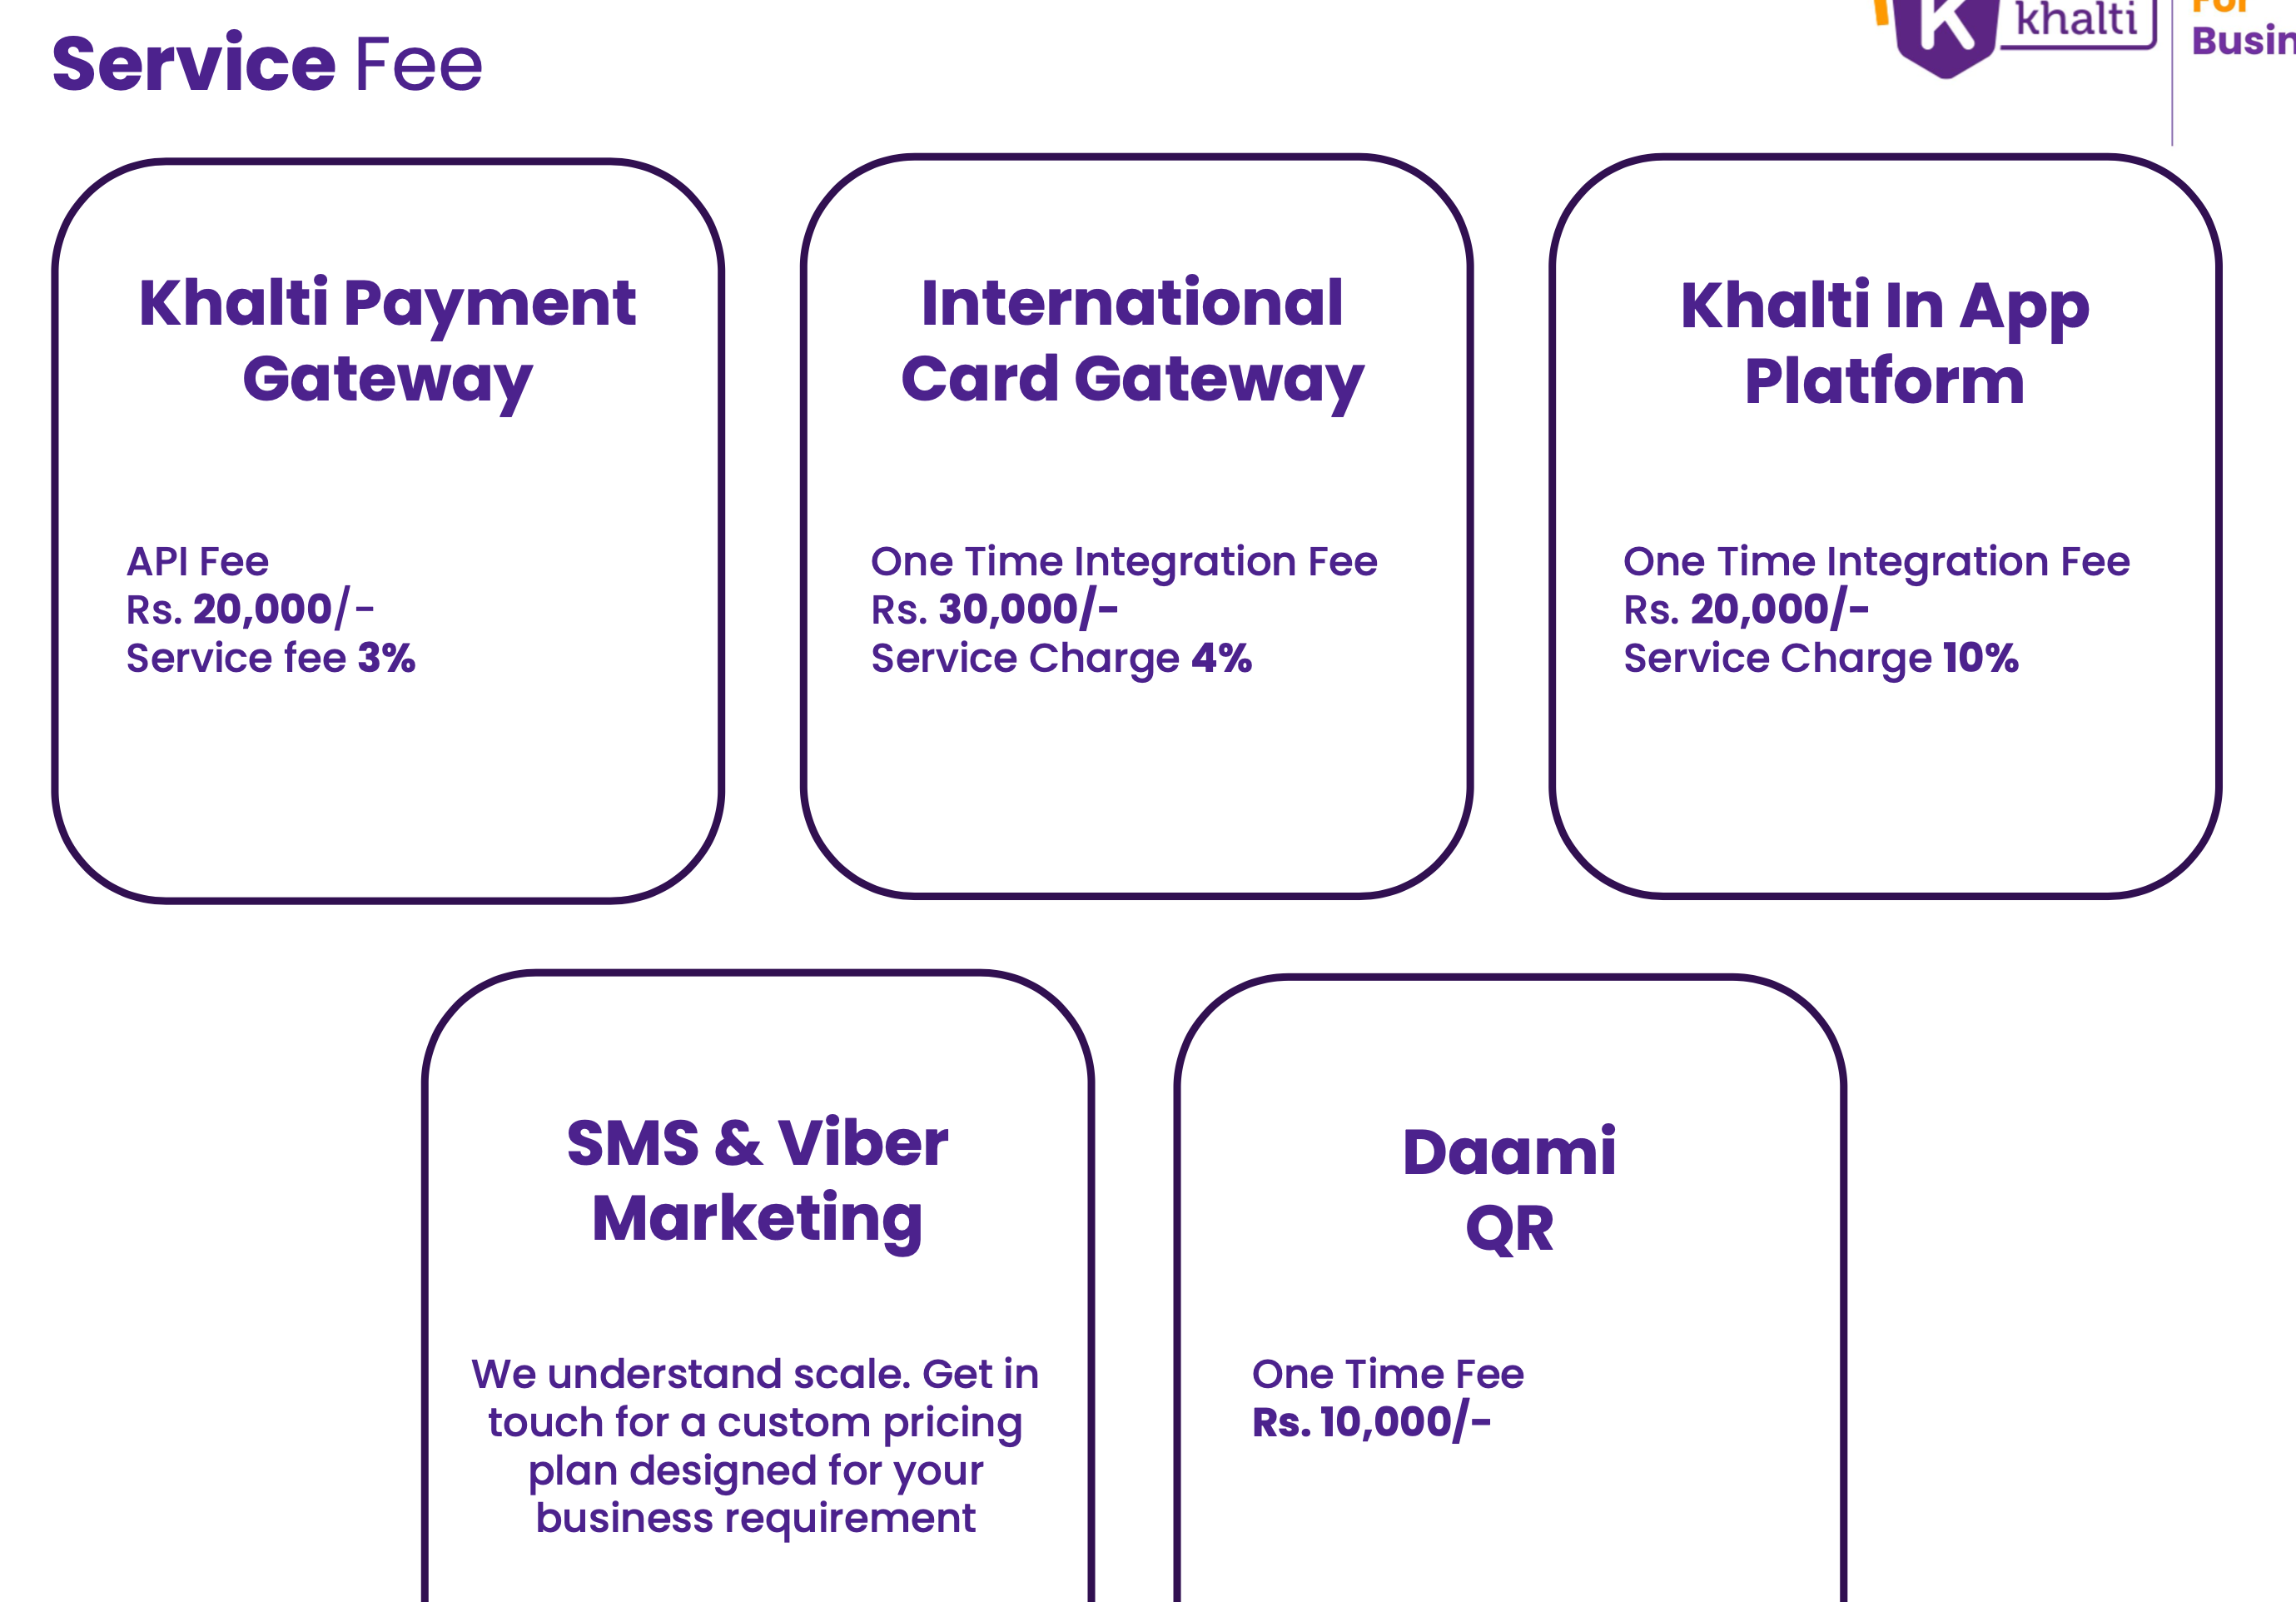 Service Fee
khalti
For
Khalti Payment
Gateway
API Fee
Rs. 20,000/-
Service fee 3%
International
Card Gateway
One Time Integration Fee
Rs. 30,000/-
Service Charge 4%
Khalti In App
Platform
One Time Integration Fee
Rs. 20,000/-
Service Charge 10%
SMS & Viber
Marketing
We understand scale. Get in
touch for a custom pricing
plan designed for your
business requirement
Daami
QR
One Time Fee
Rs. 10,000/-